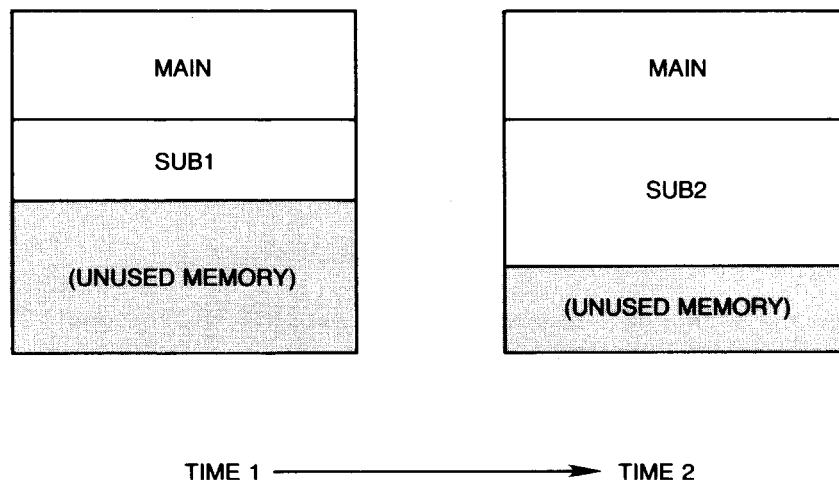 MAIN
SUB1
(UNUSED MEMORY)
MAIN
SUB2
(UNUSED MEMORY)
TIME 1 TIME 2